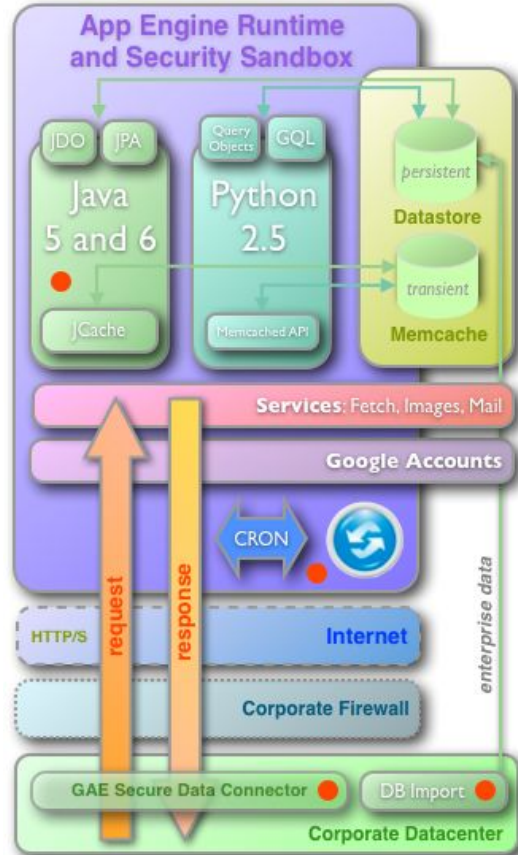 App Engine Runtime
and Security Sandbox
JDO
JPA
Java
5 and 6
JCache
Query
Objects
GQL
Python
2.5
Memcached API
persistent
Datastore
transient
Memcache
Services: Fetch, Images, Mail
Google Accounts
CRON
request
response
enterprise data
HTTP/S
Internet
Corporate Firewall
GAE Secure Data Connector
DB Import
Corporate Datacenter